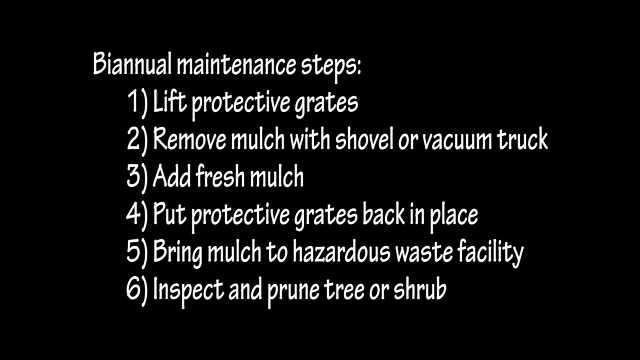 Biannual maintenance steps:
1) Lift protective grates
2) Remove mulch with shovel or vacuum truck
3) Add fresh mulch
4) Put protective grates back in place
5) Bring mulch to hazardous waste facility
6) Inspect and prune tree or shrub